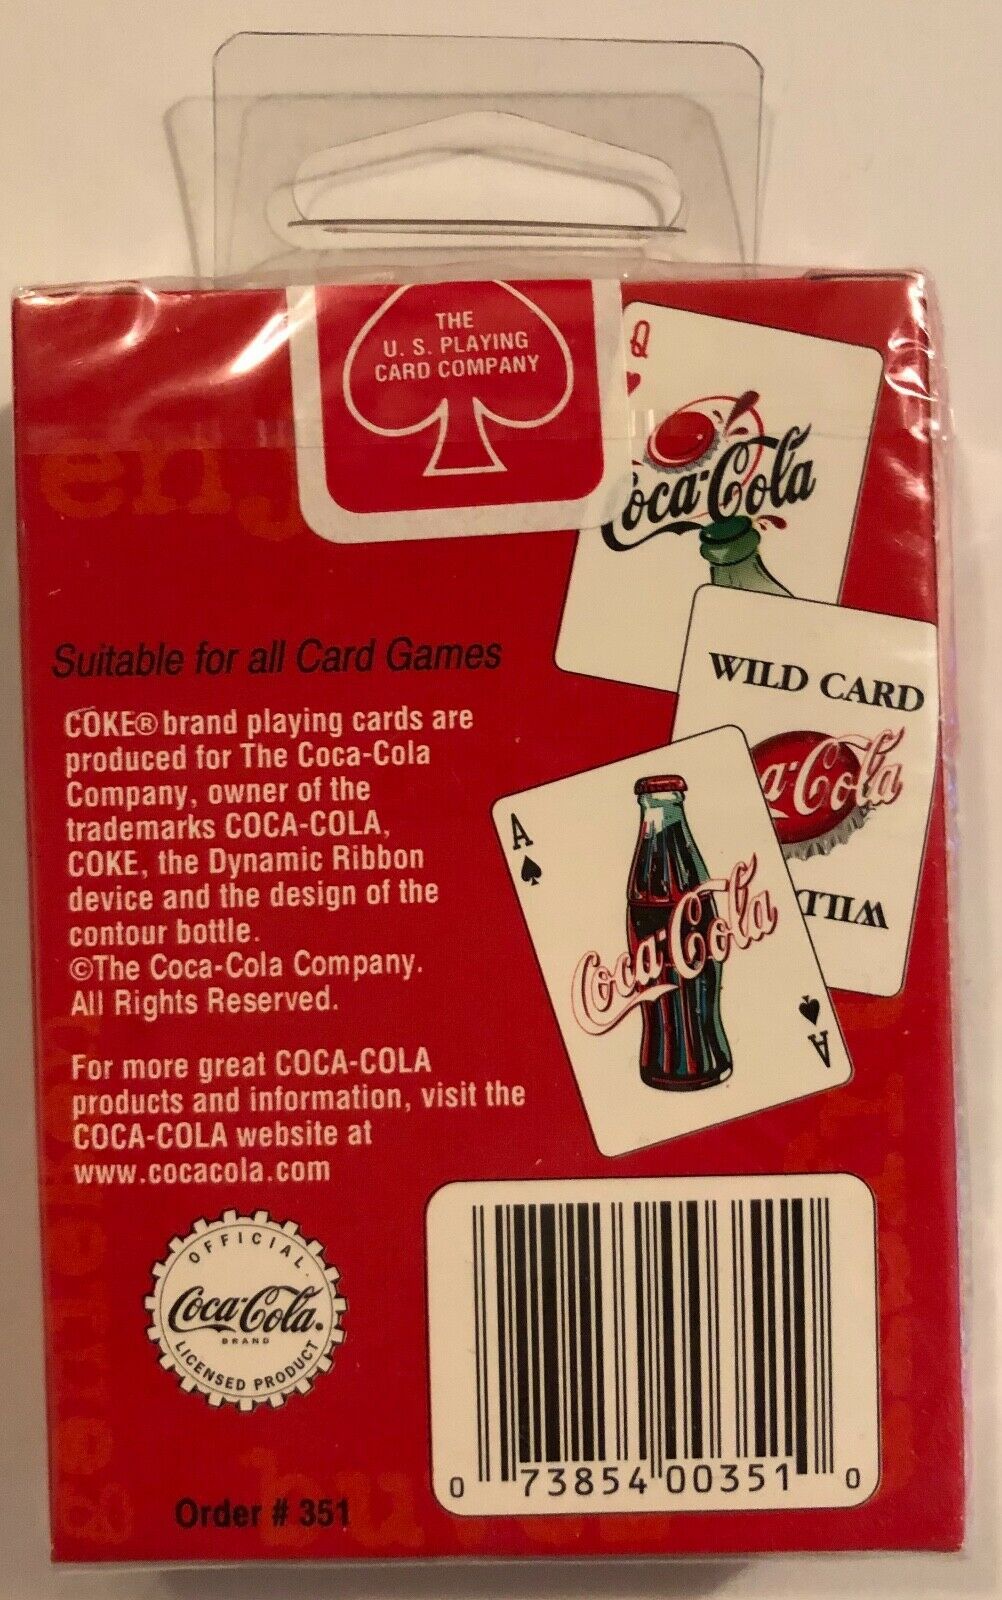 THE
U. S. PLAYING
CARD COMPANY
Q
Coca-Cola
WILD CARD
a-Cola
WILD
A
Coca-Cola
A
Suitable for all Card Games
COKE® brand playing cards are
produced for The Coca-Cola
Company, owner of the
trademarks COCA-COLA,
COKE, the Dynamic Ribbon
device and the design of the
contour bottle.
©The Coca-Cola Company.
All Rights Reserved.
For more great COCA-COLA
products and information, visit the
COCA-COLA website at
www.cocacola.com
OFFICIAL
Coca-Cola.
BRAND
LICENSED PRODUCT
Order # 351
0 73854 00351 0
enj